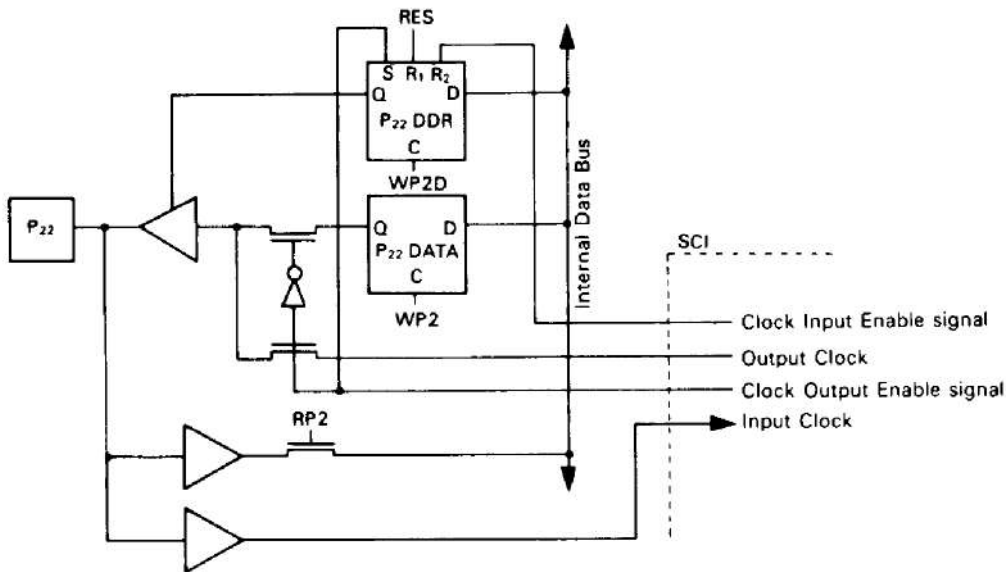 RES
S R₁ R₂
Q D
P₂₂ DDR
C
WP2D
P₂₂
Q D
P₂₂ DATA
C
WP2
Internal Data Bus
SCI
Clock Input Enable signal
Output Clock
Clock Output Enable signal
Input Clock
RP2